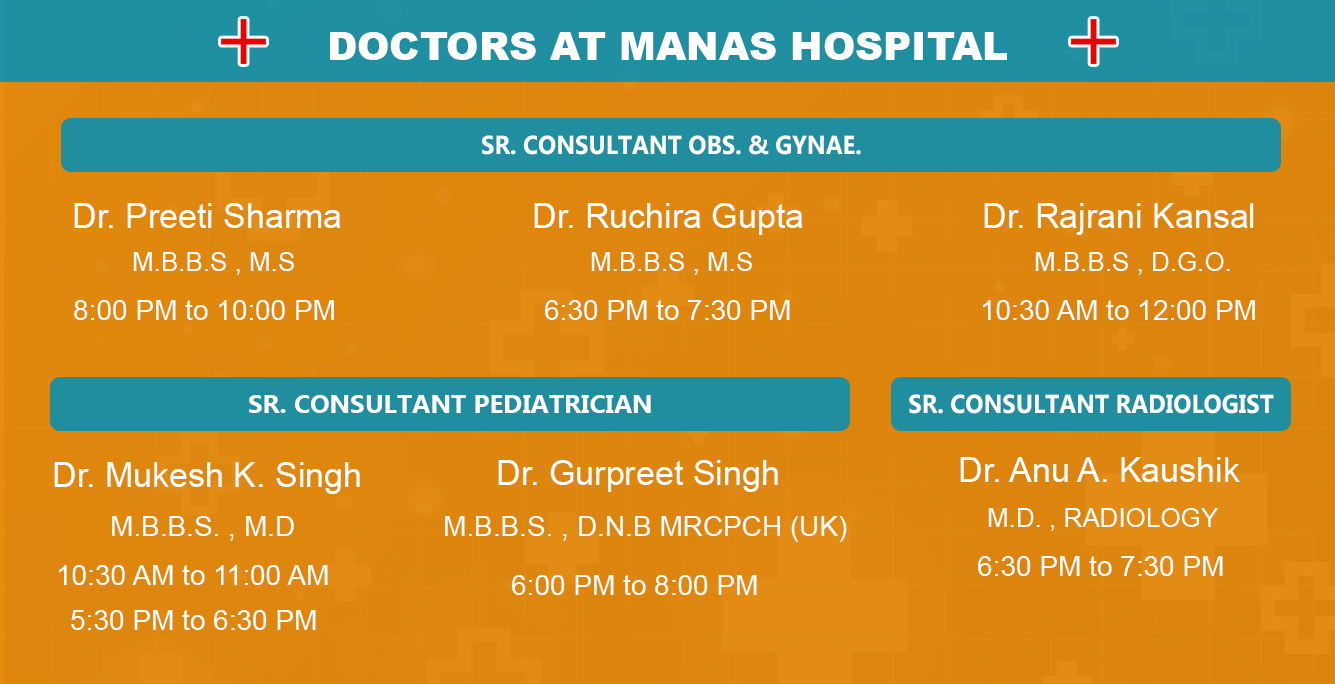 DOCTORS AT MANAS HOSPITAL
SR. CONSULTANT OBS. & GYNAE.
Dr. Preeti Sharma
M.B.B.S , M.S
8:00 PM to 10:00 PM
Dr. Ruchira Gupta
M.B.B.S , M.S
6:30 PM to 7:30 PM
Dr. Rajrani Kansal
M.B.B.S , D.G.O.
10:30 AM to 12:00 PM
SR. CONSULTANT PEDIATRICIAN
Dr. Mukesh K. Singh
M.B.B.S. , M.D
10:30 AM to 11:00 AM
5:30 PM to 6:30 PM
Dr. Gurpreet Singh
M.B.B.S. , D.N.B MRCPCH (UK)
6:00 PM to 8:00 PM
SR. CONSULTANT RADIOLOGIST
Dr. Anu A. Kaushik
M.D. , RADIOLOGY
6:30 PM to 7:30 PM